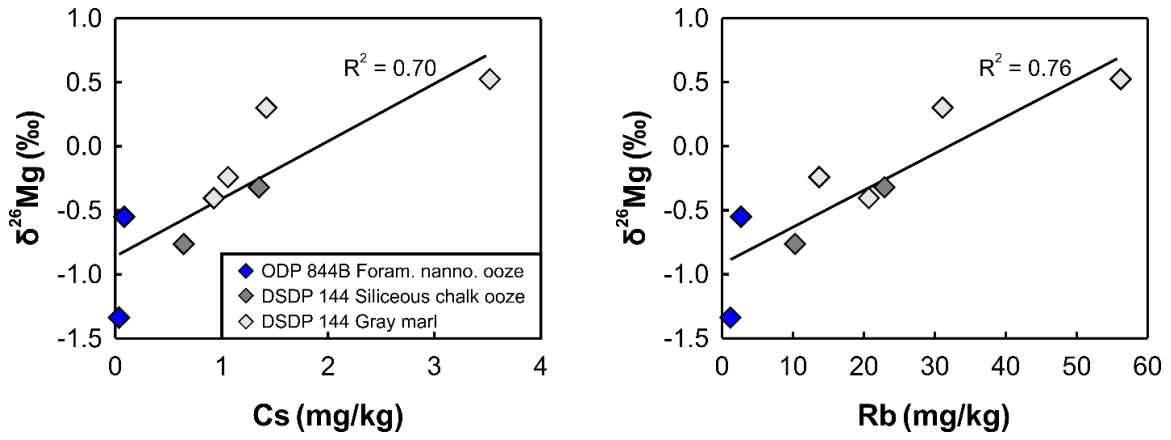 1.0
0.5
0.0
-0.5
-1.0
-1.5
δ²⁶Mg (‰)
R² = 0.70
ODP 844B Foram. nanno. ooze
DSDP 144 Siliceous chalk ooze
DSDP 144 Gray marl
0 1 2 3 4
Cs (mg/kg)
1.0
0.5
0.0
-0.5
-1.0
-1.5
δ²⁶Mg (‰)
R² = 0.76
0 10 20 30 40 50 60
Rb (mg/kg)